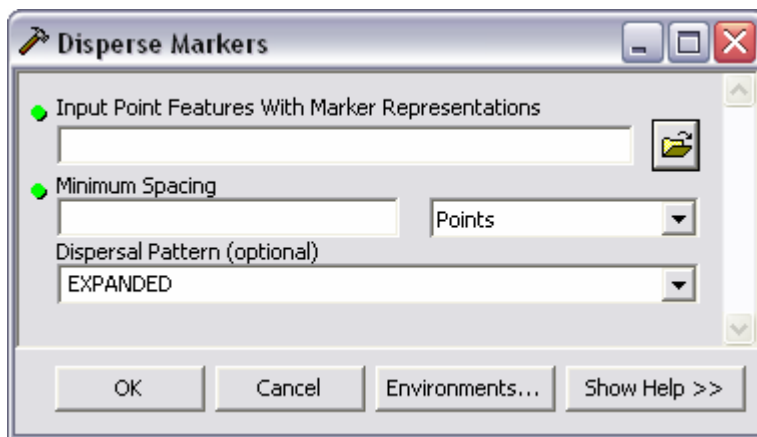 Disperse Markers
Input Point Features With Marker Representations
Minimum Spacing
Points
Dispersal Pattern (optional)
EXPANDED
OK Cancel Environments... Show Help >>